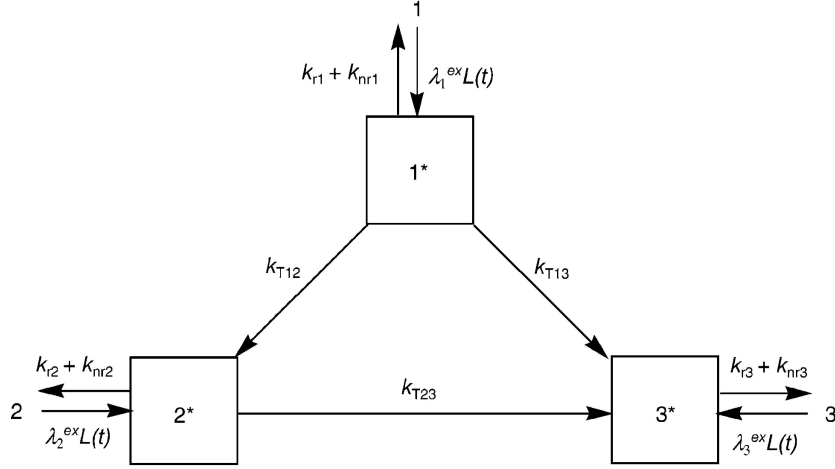 1
k_r1 + k_nr1
λ_1^ex L(t)
1*
k_T12
k_T13
k_r2 + k_nr2
k_r3 + k_nr3
k_T23
2
2*
3*
3
λ_2^ex L(t)
λ_3^ex L(t)